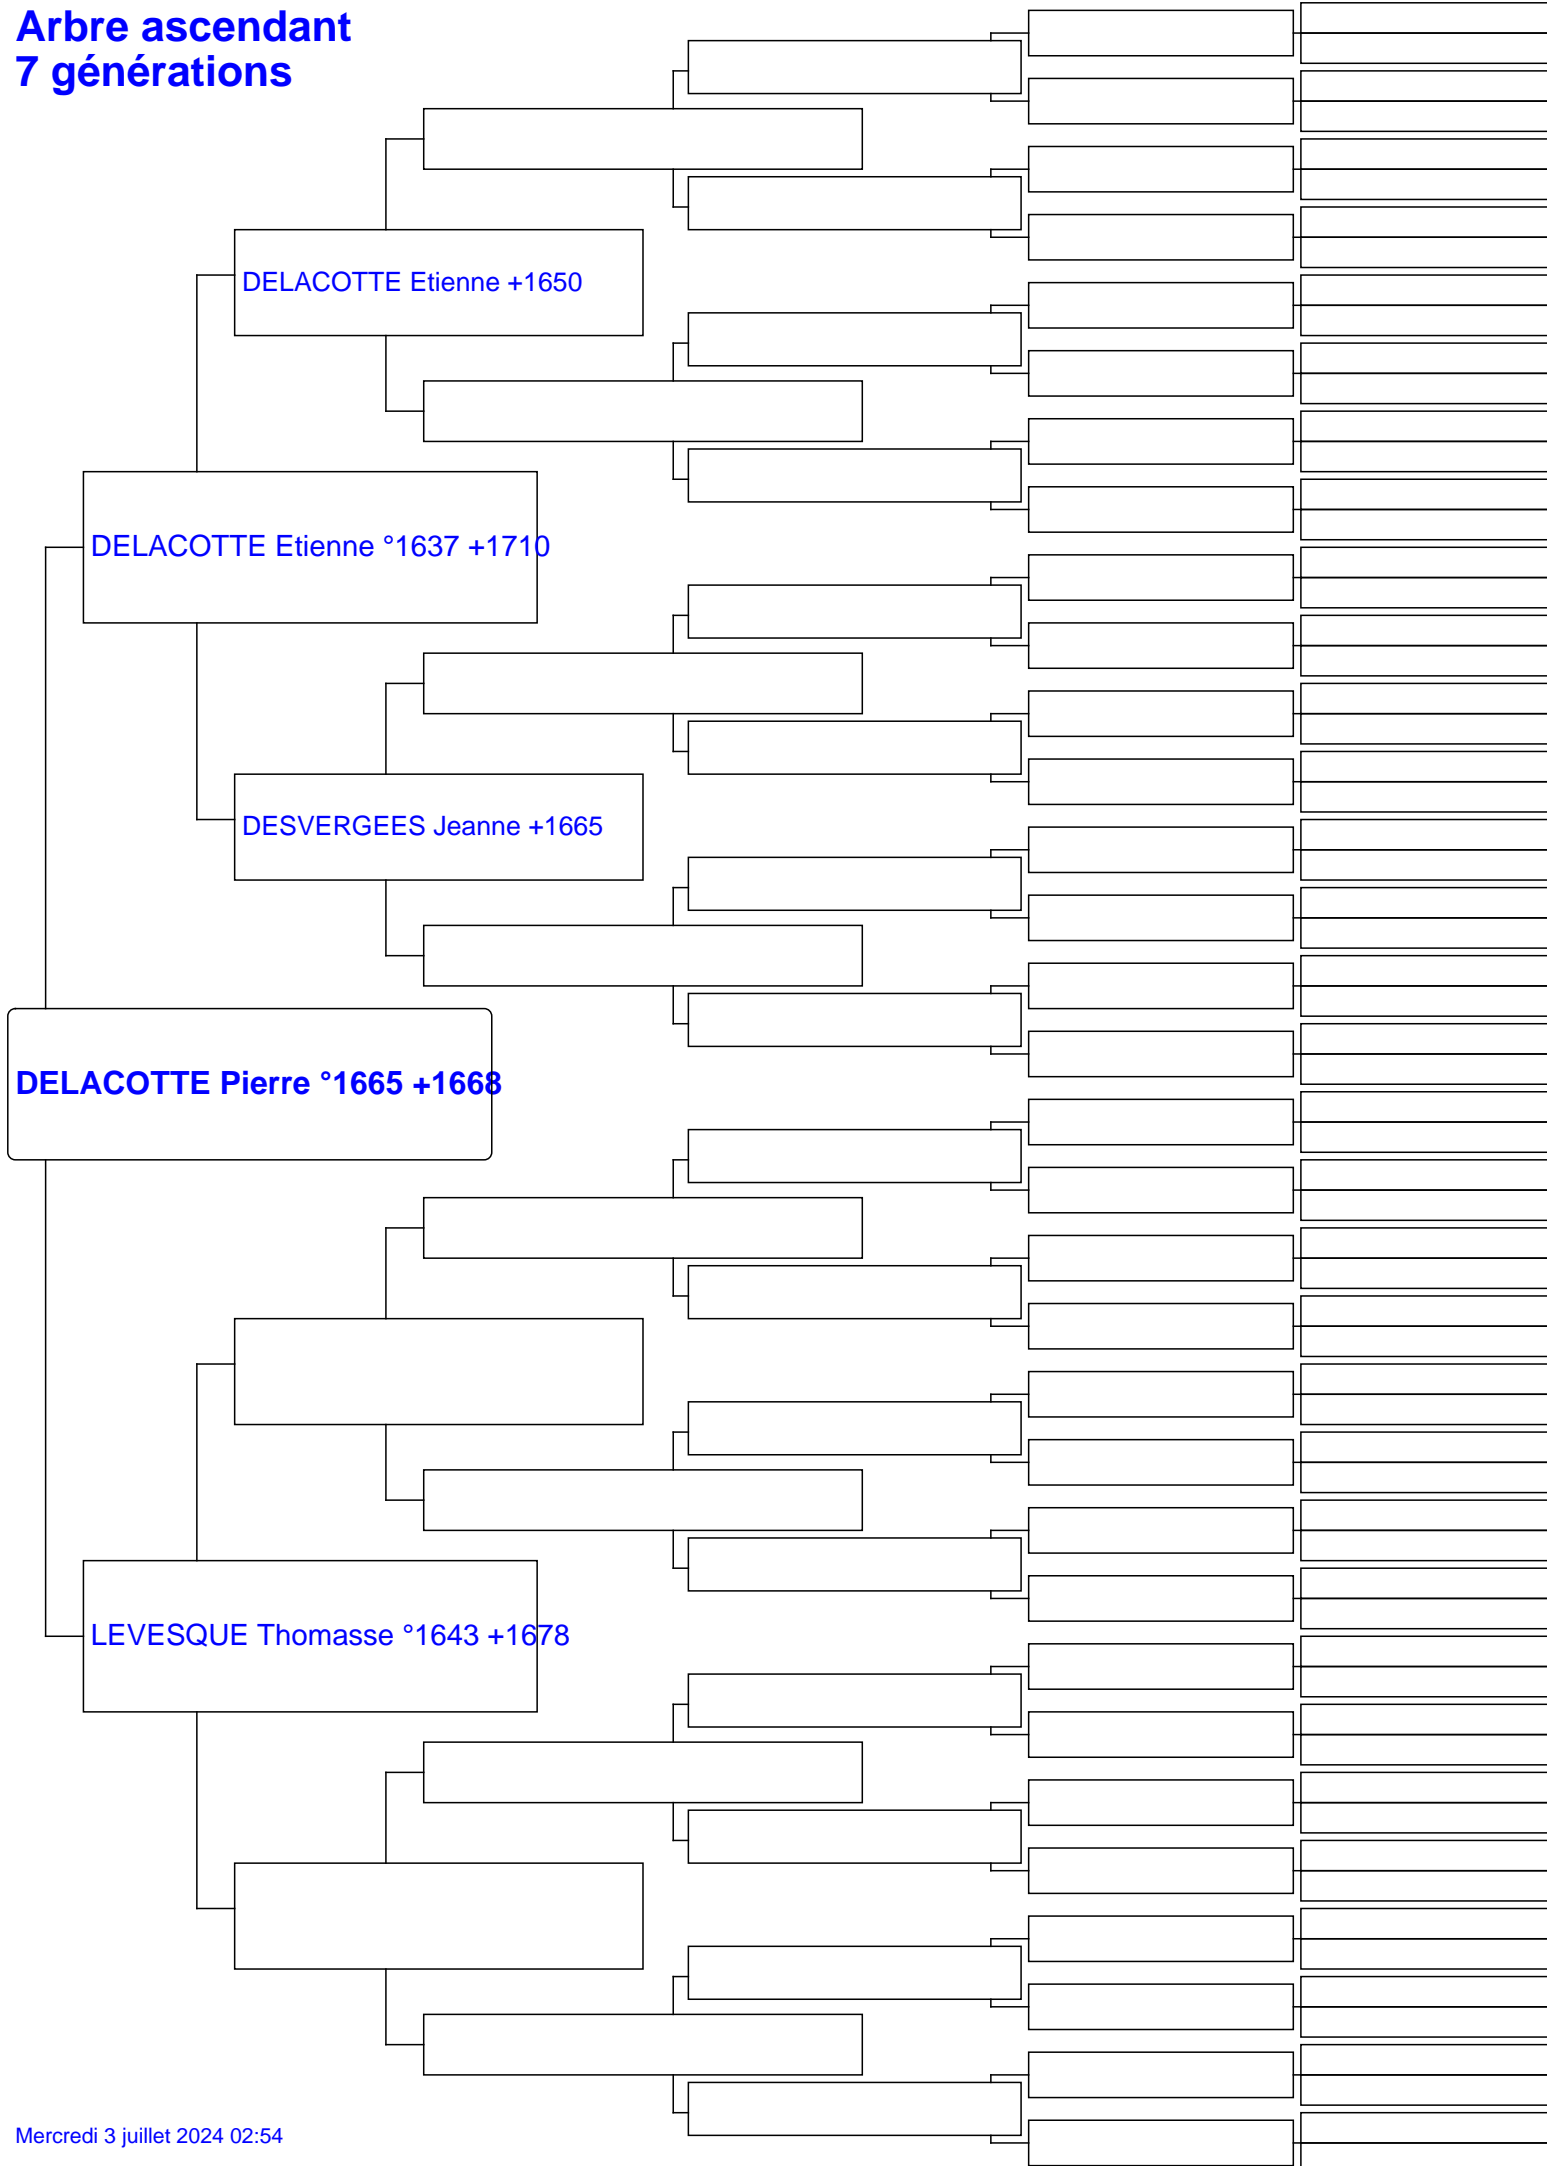 Arbre ascendant
7 générations
DELACOTTE Etienne +1650
DELACOTTE Etienne °1637 +1710
DESVERGEES Jeanne +1665
DELACOTTE Pierre °1665 +1668
LEVESQUE Thomasse °1643 +1678
Mercredi 3 juillet 2024 02:54